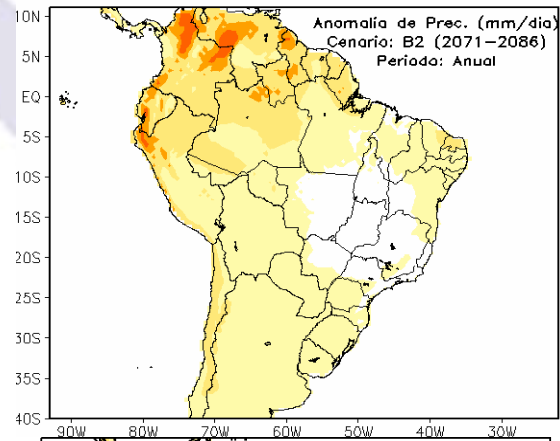 Anomalía de Prec. (mm/dia)
Cenario: B2 (2071−2086)
Periodo: Anual
10N
5N
EQ
5S
10S
15S
20S
25S
30S
35S
40S
90W 80W 70W 60W 50W 40W 30W